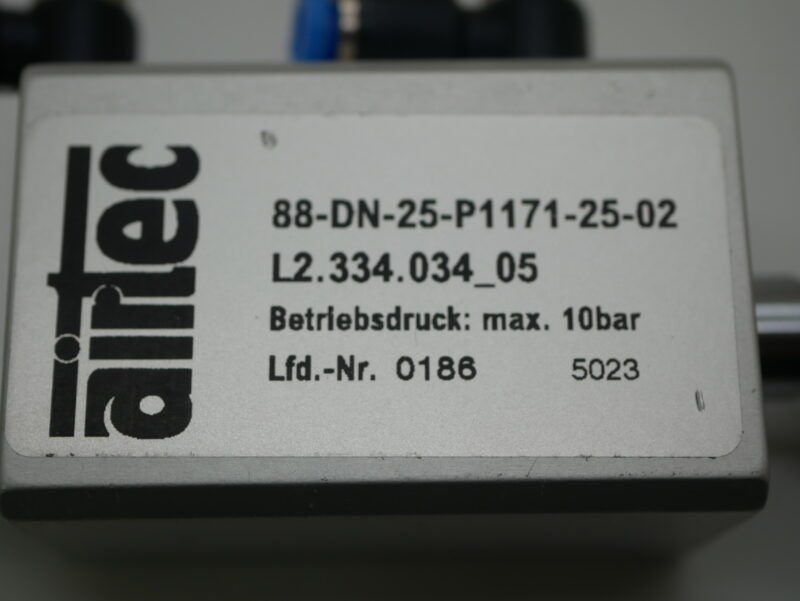 airtec
88-DN-25-P1171-25-02
L2.334.034_05
Betriebsdruck: max. 10bar
Lfd.-Nr. 0186 5023